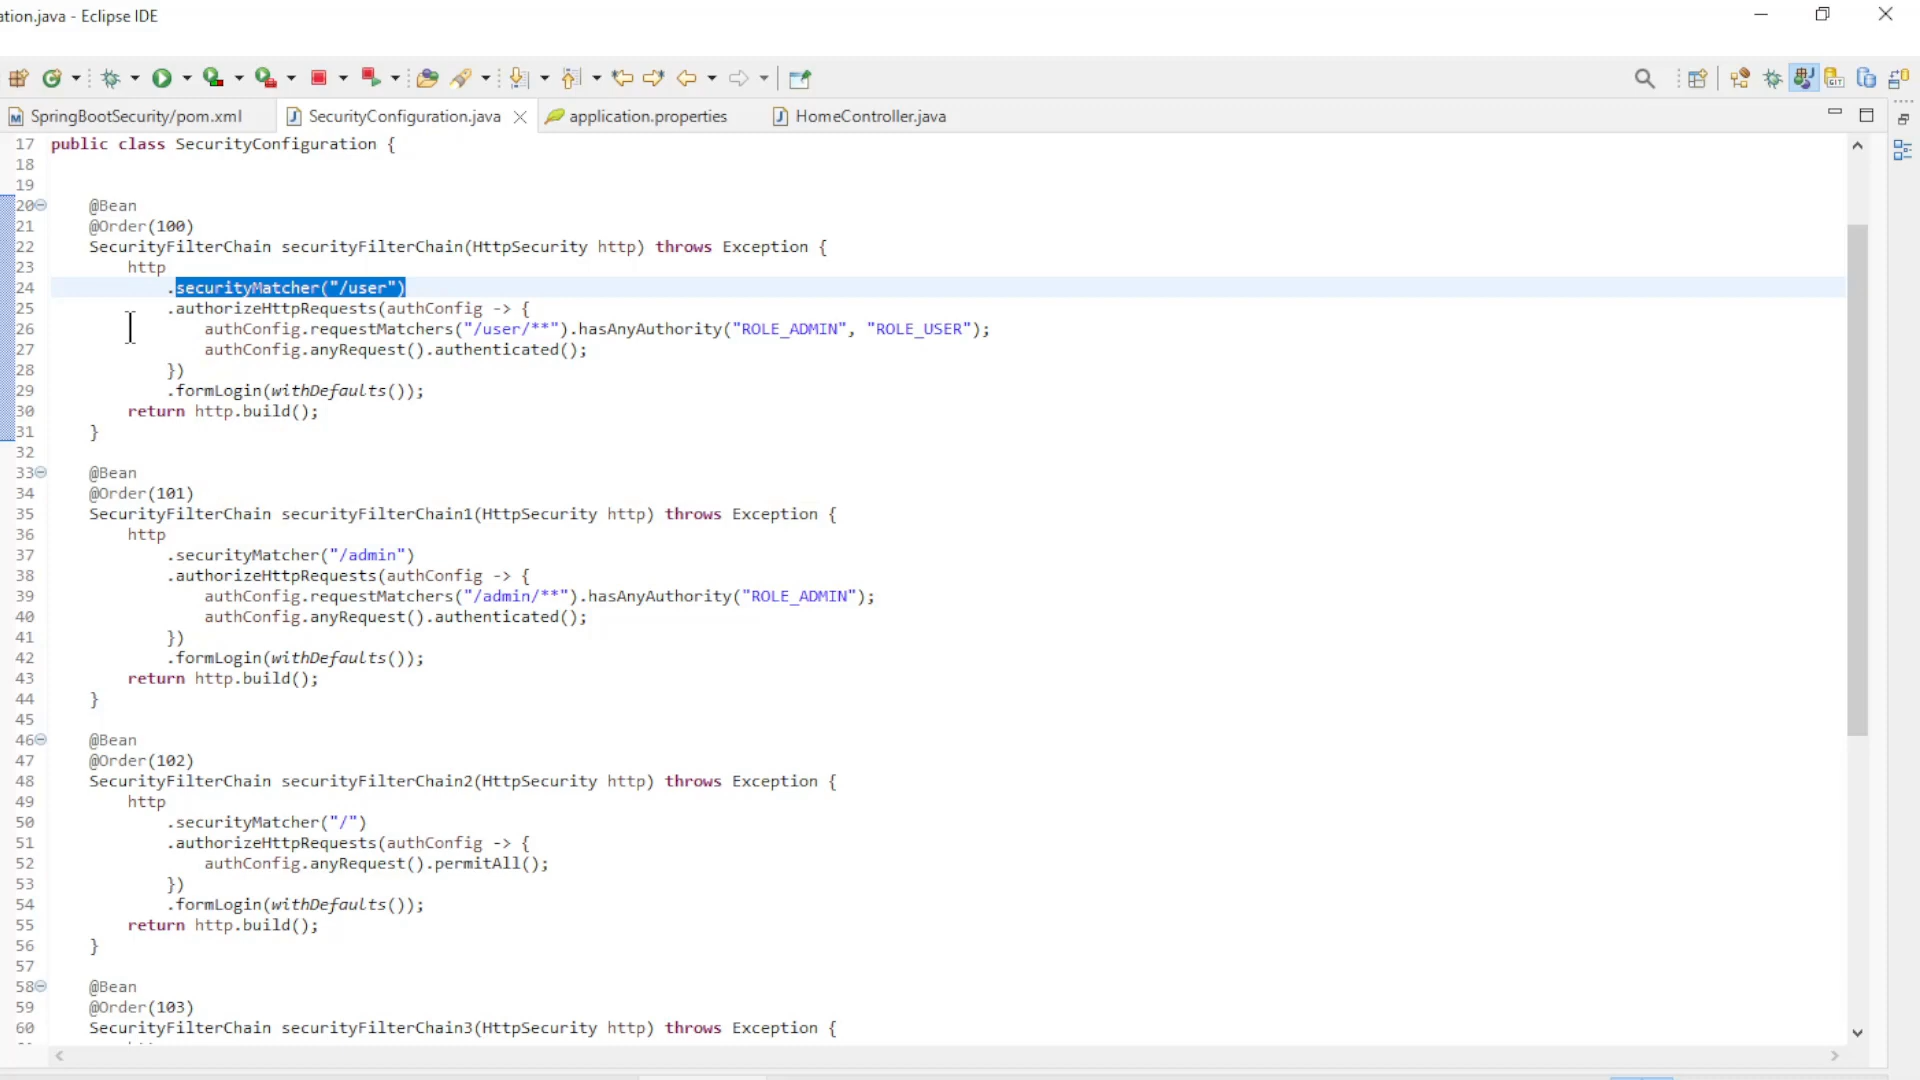 ation.java - Eclipse IDE
SpringBootSecurity/pom.xml
SecurityConfiguration.java
application.properties
HomeController.java
17 public class SecurityConfiguration {
18
19
20 @Bean
21 @Order(100)
22 SecurityFilterChain securityFilterChain(HttpSecurity http) throws Exception {
23 http
24 .securityMatcher("/user")
25 .authorizeHttpRequests(authConfig -> {
26 authConfig.requestMatchers("/user/**").hasAnyAuthority("ROLE_ADMIN", "ROLE_USER");
27 authConfig.anyRequest().authenticated();
28 })
29 .formLogin(withDefaults());
30 return http.build();
31 }
32
33 @Bean
34 @Order(101)
35 SecurityFilterChain securityFilterChain1(HttpSecurity http) throws Exception {
36 http
37 .securityMatcher("/admin")
38 .authorizeHttpRequests(authConfig -> {
39 authConfig.requestMatchers("/admin/**").hasAnyAuthority("ROLE_ADMIN");
40 authConfig.anyRequest().authenticated();
41 })
42 .formLogin(withDefaults());
43 return http.build();
44 }
45
46 @Bean
47 @Order(102)
48 SecurityFilterChain securityFilterChain2(HttpSecurity http) throws Exception {
49 http
50 .securityMatcher("/")
51 .authorizeHttpRequests(authConfig -> {
52 authConfig.anyRequest().permitAll();
53 })
54 .formLogin(withDefaults());
55 return http.build();
56 }
57
58 @Bean
59 @Order(103)
60 SecurityFilterChain securityFilterChain3(HttpSecurity http) throws Exception {